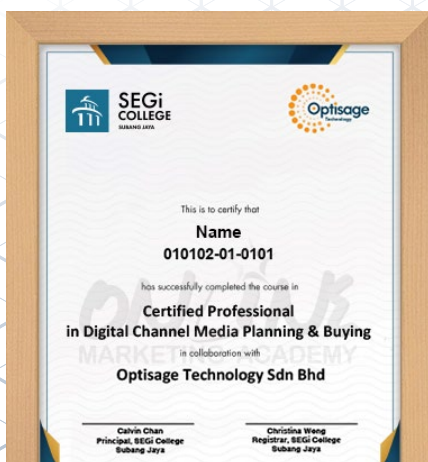 SEGi
COLLEGE
SUBANG JAYA
Optisage
Technology
This is to certify that
Name
010102-01-0101
has successfully completed the course in
ONLINE
Certified Professional
in Digital Channel Media Planning & Buying
MARKETING ACADEMY
in collaboration with
Optisage Technology Sdn Bhd
Calvin Chan
Principal, SEGi College
Subang Jaya
Christina Wong
Registrar, SEGi College
Subang Jaya